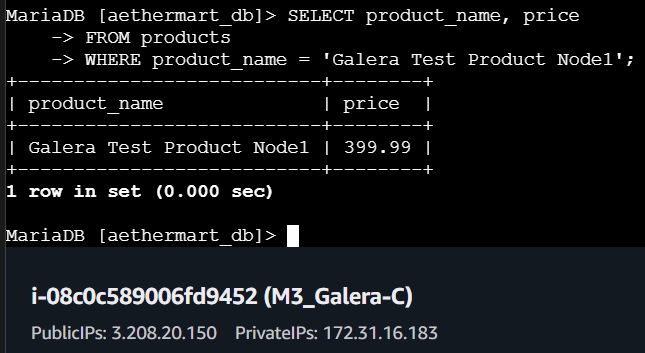 MariaDB [aethermart_db]> SELECT product_name, price
    -> FROM products
    -> WHERE product_name = 'Galera Test Product Node1';
+---------------------------+--------+
| product_name              | price  |
+---------------------------+--------+
| Galera Test Product Node1 | 399.99 |
+---------------------------+--------+
1 row in set (0.000 sec)
MariaDB [aethermart_db]>
i-08c0c589006fd9452 (M3_Galera-C)
PublicIPs: 3.208.20.150    PrivateIPs: 172.31.16.183